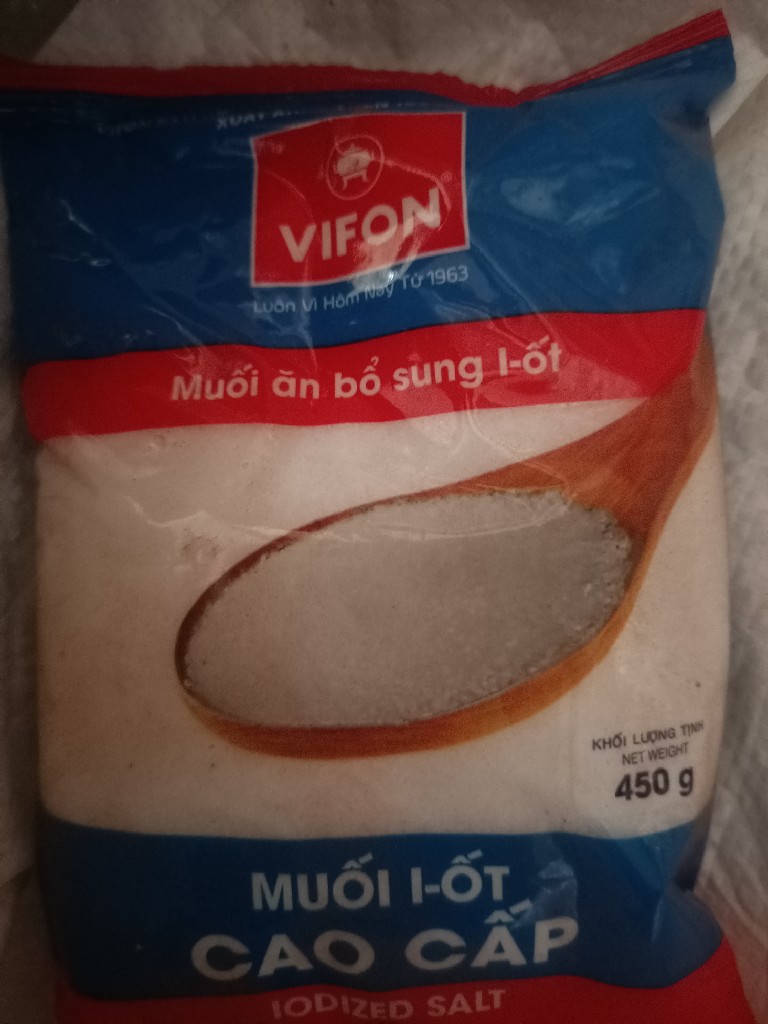 XUẤT
VIFON®
Luôn Vì Hôm Nay Từ 1963
Muối ăn bổ sung I-ốt
KHỐI LƯỢNG TỊNH
NET WEIGHT
450 g
MUỐI I-ỐT
CAO CẤP
IODIZED SALT